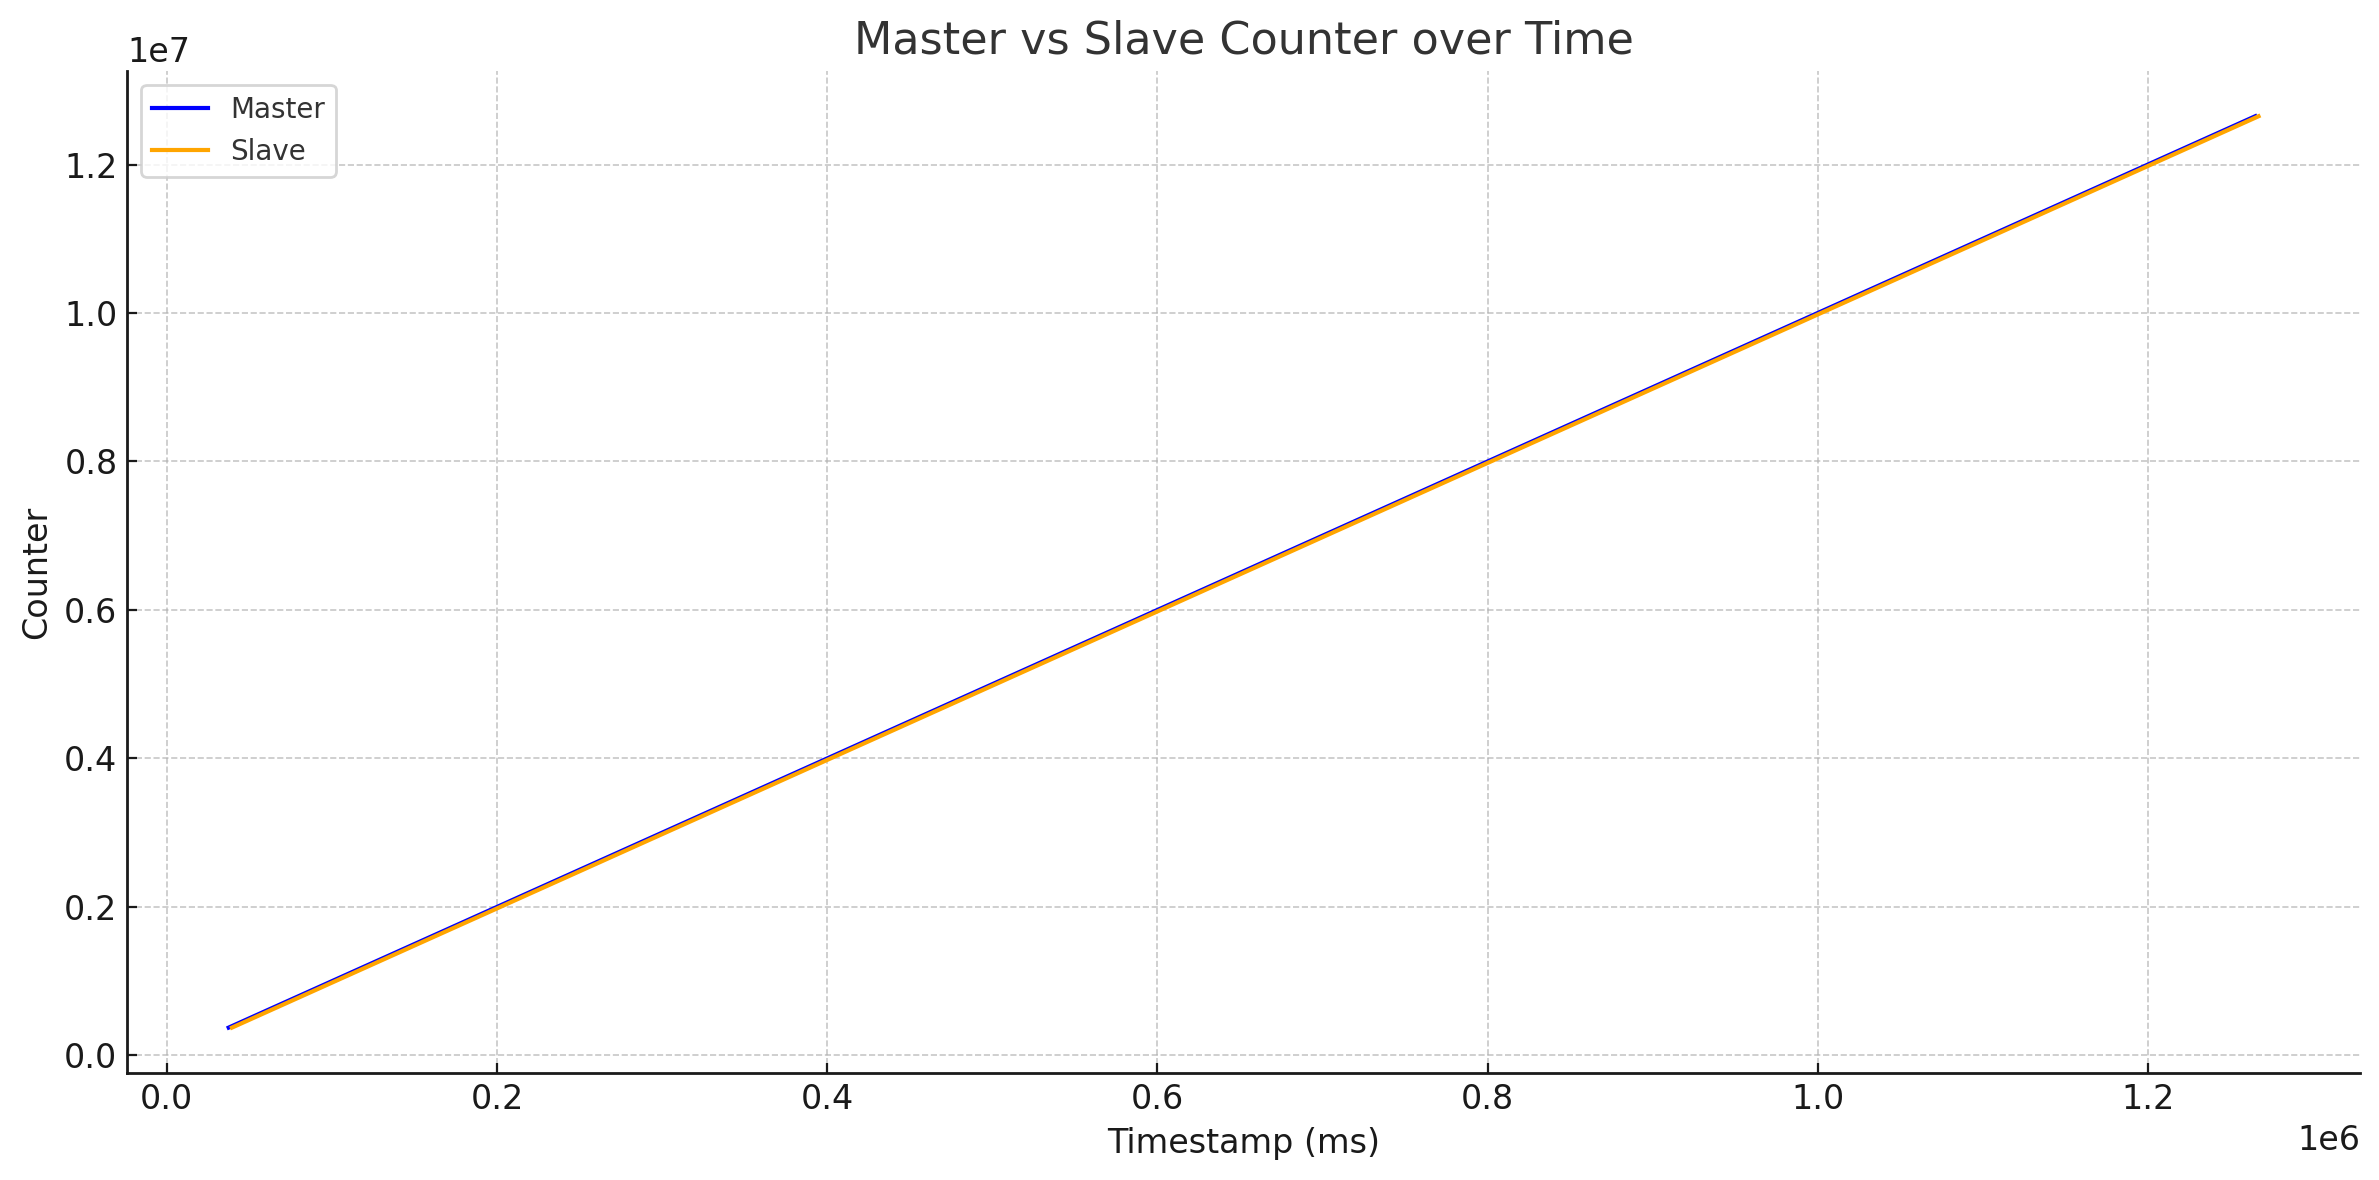 Master vs Slave Counter over Time
1e7
Master
Slave
1.2
1.0
0.8
0.6
0.4
0.2
0.0
Counter
0.0 0.2 0.4 0.6 0.8 1.0 1.2
1e6
Timestamp (ms)